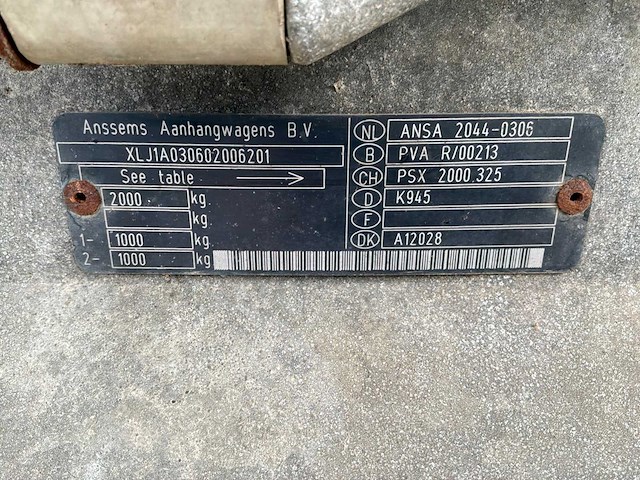 Anssems Aanhangwagens B.V.
XLJ1A030602006201
See table
2000 kg.
kg.
1- 1000 kg.
2- 1000 kg
NL ANSA 2044-0306
B PVA R/00213
CH PSX 2000.325
D K945
F
DK A12028